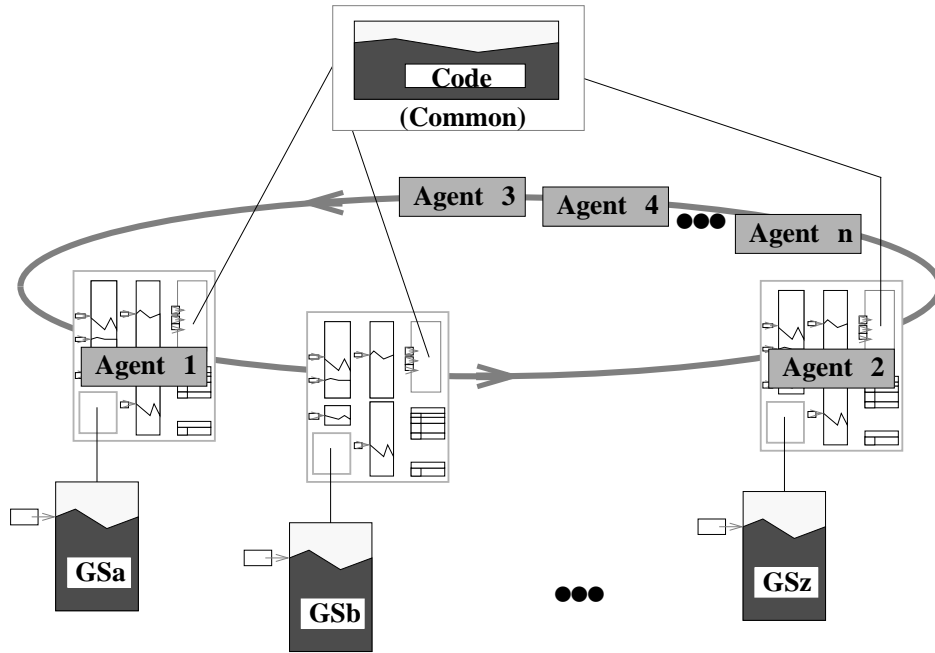 Code
(Common)
Agent 3
Agent 4
Agent n
Agent 1
Agent 2
GSa
GSb
GSz